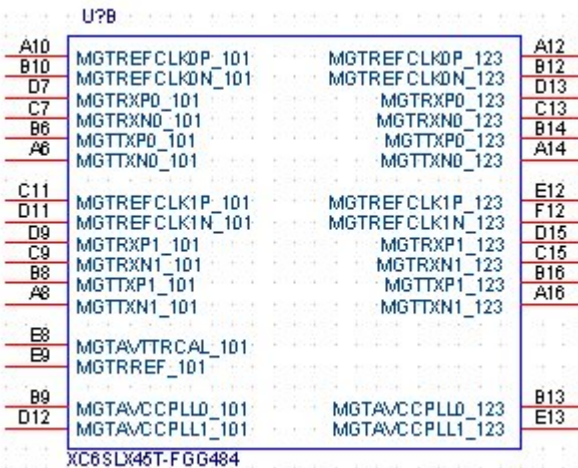 U?B
A10 MGTREFCLK0P_101 MGTREFCLK0P_123 A12
B10 MGTREFCLK0N_101 MGTREFCLK0N_123 B12
D7 MGTRXP0_101 MGTRXP0_123 D13
C7 MGTRXN0_101 MGTRXN0_123 C13
B6 MGTTXP0_101 MGTTXP0_123 B14
A6 MGTTXN0_101 MGTTXN0_123 A14
C11 MGTREFCLK1P_101 MGTREFCLK1P_123 E12
D11 MGTREFCLK1N_101 MGTREFCLK1N_123 F12
D9 MGTRXP1_101 MGTRXP1_123 D15
C9 MGTRXN1_101 MGTRXN1_123 C15
B8 MGTTXP1_101 MGTTXP1_123 B16
A8 MGTTXN1_101 MGTTXN1_123 A16
E8 MGTAVTTRCAL_101
E9 MGTRREF_101
B9 MGTAVCCPLL0_101 MGTAVCCPLL0_123 B13
D12 MGTAVCCPLL1_101 MGTAVCCPLL1_123 E13
XC6SLX45T-FGG484